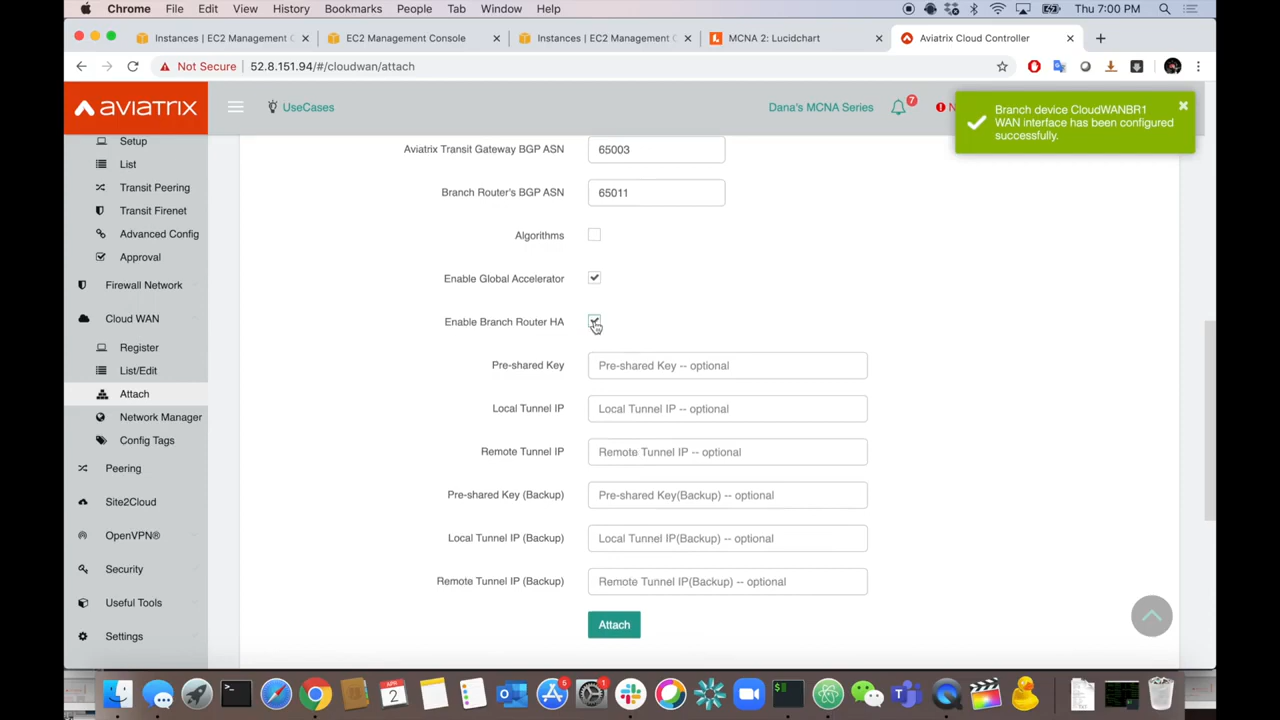 Chrome File Edit View History Bookmarks People Tab Window Help Thu 7:00 PM
Instances | EC2 Management C × EC2 Management Console × Instances | EC2 Management C × MCNA 2: Lucidchart × Aviatrix Cloud Controller × +
Not Secure 52.8.151.94/#/cloudwan/attach
AVIATRIX UseCases Dana's MCNA Series 7 N
Branch device CloudWANBR1
WAN interface has been configured
successfully.
Setup
List
Transit Peering
Transit Firenet
Advanced Config
Approval
Firewall Network
Cloud WAN
Register
List/Edit
Attach
Network Manager
Config Tags
Peering
Site2Cloud
OpenVPN®
Security
Useful Tools
Settings
Aviatrix Transit Gateway BGP ASN 65003
Branch Router's BGP ASN 65011
Algorithms
Enable Global Accelerator
Enable Branch Router HA
Pre-shared Key Pre-shared Key -- optional
Local Tunnel IP Local Tunnel IP -- optional
Remote Tunnel IP Remote Tunnel IP -- optional
Pre-shared Key (Backup) Pre-shared Key(Backup) -- optional
Local Tunnel IP (Backup) Local Tunnel IP(Backup) -- optional
Remote Tunnel IP (Backup) Remote Tunnel IP(Backup) -- optional
Attach
APR
2
5
1